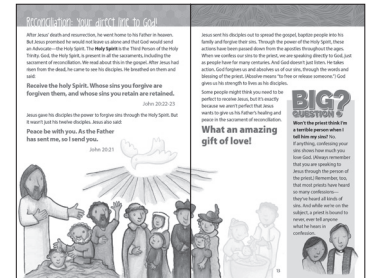 Reconciliation: Your direct line to God!
After Jesus' death and resurrection, he went home to his Father in heaven.
But Jesus promised he would not leave us alone and that God would send
an Advocate—the Holy Spirit. The Holy Spirit is the Third Person of the Holy
Trinity. God, the Holy Spirit, is present in all the sacraments, including the
sacrament of reconciliation. We read about this in the gospel. After Jesus had
risen from the dead, he came to see his disciples. He breathed on them and
said:
Receive the holy Spirit. Whose sins you forgive are
forgiven them, and whose sins you retain are retained.
John 20:22-23
Jesus gave his disciples the power to forgive sins through the Holy Spirit. But
it wasn't just his twelve disciples. Jesus also said:
Peace be with you. As the Father
has sent me, so I send you.
John 20:21
Jesus sent his disciples out to spread the gospel, baptize people into his
family and forgive their sins. Through the power of the Holy Spirit, these
actions have been passed down from the apostles throughout the ages.
When we confess our sins to the priest, we are speaking directly to God, just
as people have for many centuries. And God doesn't just listen. He takes
action. God forgives us and absolves us of our sins, through the words and
blessing of the priest. (Absolve means "to free or release someone.") God
gives us his strength to live as his disciples.
Some people might think you need to be
perfect to receive Jesus, but it's exactly
because we aren't perfect that Jesus
wants to give us his Father's healing and
peace in the sacrament of reconciliation.
What an amazing
gift of love!
BIG?
QUESTION
Won't the priest think I'm
a terrible person when I
tell him my sins? No.
If anything, confessing your
sins shows how much you
love God. (Always remember
that you are speaking to
Jesus through the person of
the priest.) Remember, too,
that most priests have heard
so many confessions—
they've heard all kinds of
sins. And while we're on the
subject, a priest is bound to
never, ever tell anyone
what he hears in
confession.